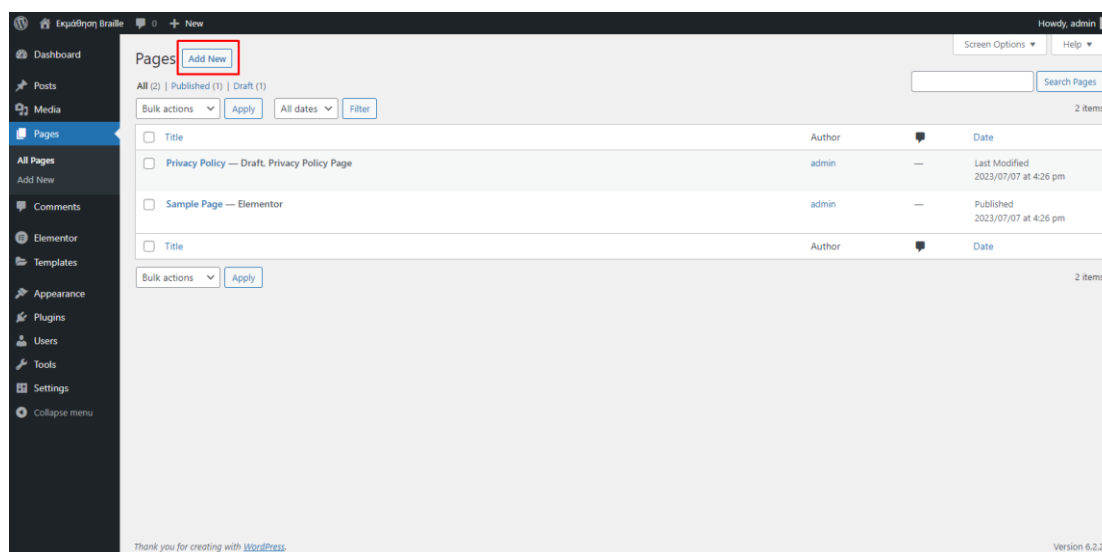 Εκμάθηση Braille 0 + New Howdy, admin
Dashboard
Posts
Media
Pages
All Pages
Add New
Comments
Elementor
Templates
Appearance
Plugins
Users
Tools
Settings
Collapse menu
Screen Options ▼ Help ▼
Pages Add New
All (2) | Published (1) | Draft (1)
Search Pages
Bulk actions Apply All dates Filter 2 items
Title Author Date
Privacy Policy — Draft, Privacy Policy Page admin — Last Modified
2023/07/07 at 4:26 pm
Sample Page — Elementor admin — Published
2023/07/07 at 4:26 pm
Title Author Date
Bulk actions Apply 2 items
Thank you for creating with WordPress. Version 6.2.2